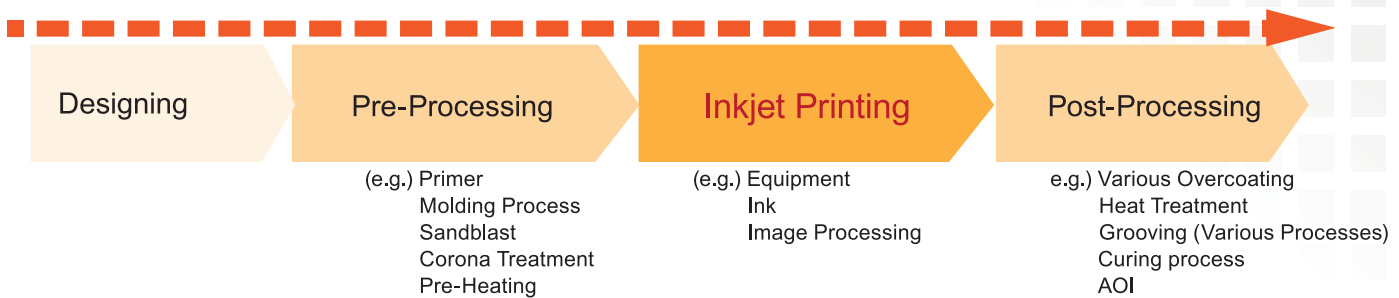 Designing
Pre-Processing
Inkjet Printing
Post-Processing
(e.g.) Primer
Molding Process
Sandblast
Corona Treatment
Pre-Heating
(e.g.) Equipment
Ink
Image Processing
e.g.) Various Overcoating
Heat Treatment
Grooving (Various Processes)
Curing process
AOI